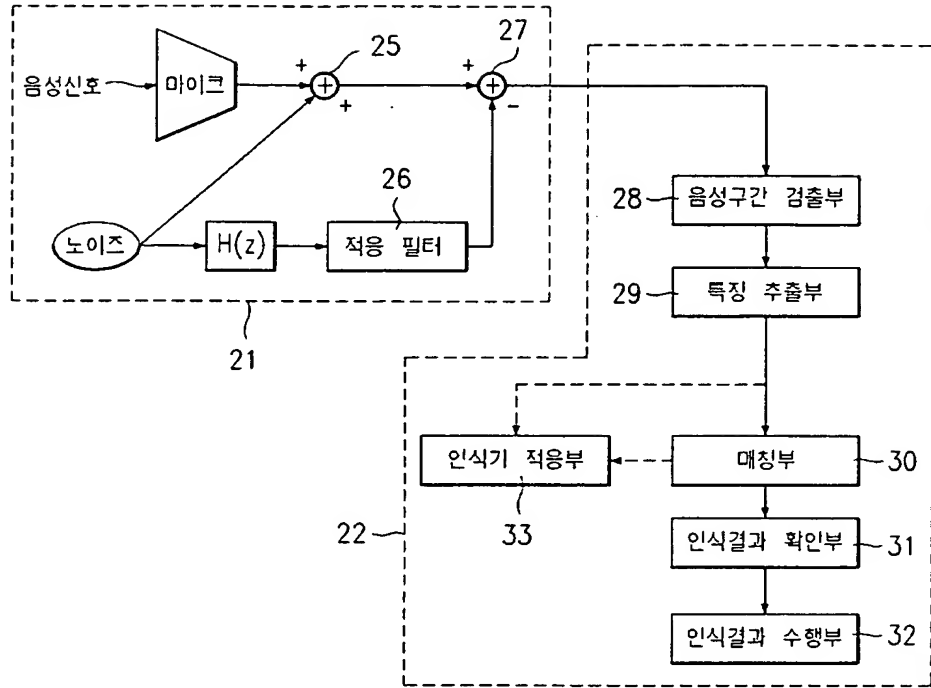 25
27
+
+
+
음성신호
마이크
+
+
−
26
28
음성구간 검출부
노이즈
H(z)
적응 필터
29
특징 추출부
21
인식기 적응부
매칭부
30
33
22
인식결과 확인부
31
인식결과 수행부
32